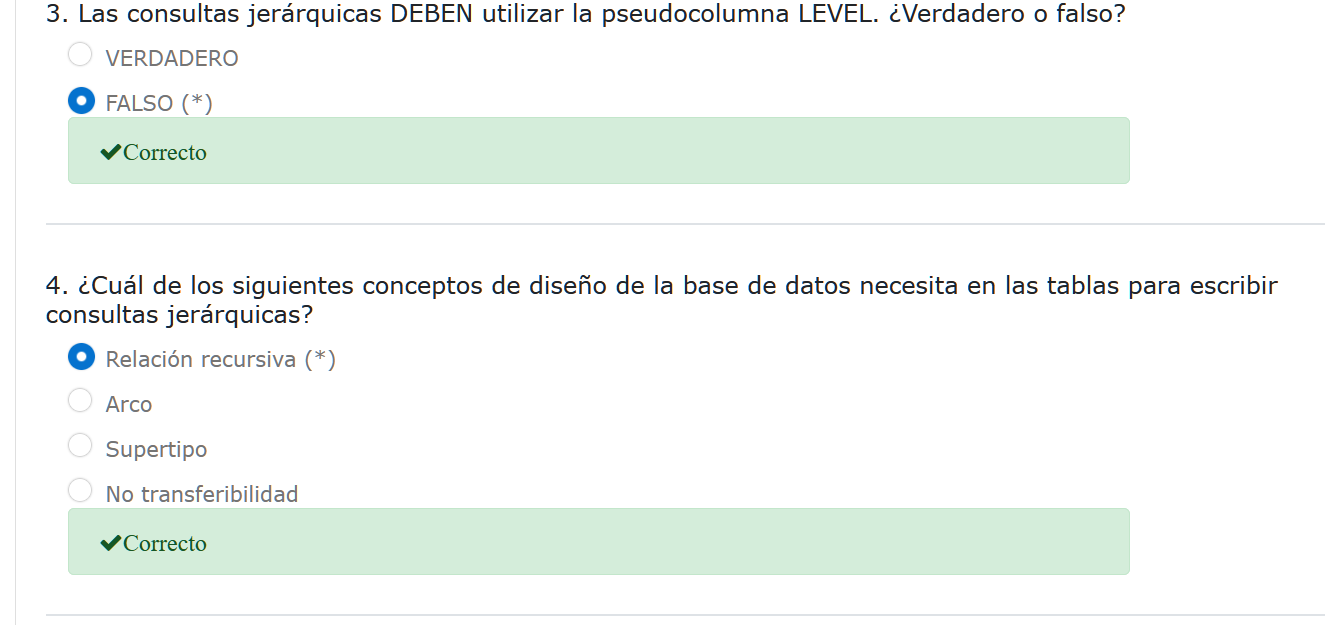 3. Las consultas jerárquicas DEBEN utilizar la pseudocolumna LEVEL. ¿Verdadero o falso?
VERDADERO
FALSO (*)
✔Correcto
4. ¿Cuál de los siguientes conceptos de diseño de la base de datos necesita en las tablas para escribir
consultas jerárquicas?
Relación recursiva (*)
Arco
Supertipo
No transferibilidad
✔Correcto